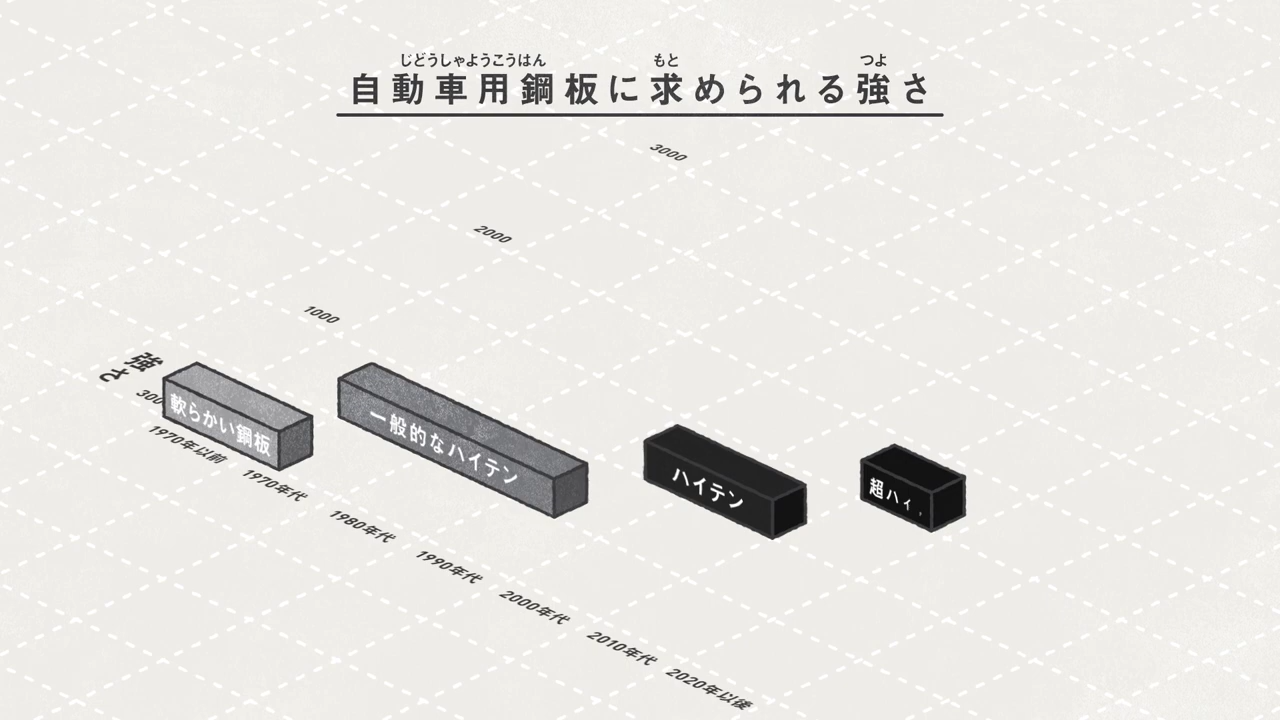 じどうしゃようこうはん もと つよ
自動車用鋼板に求められる強さ
3000
2000
1000
強さ
300
軟らかい鋼板
一般的なハイテン
ハイテン
超ハイ
1970年以前
1970年代
1980年代
1990年代
2000年代
2010年代
2020年以後